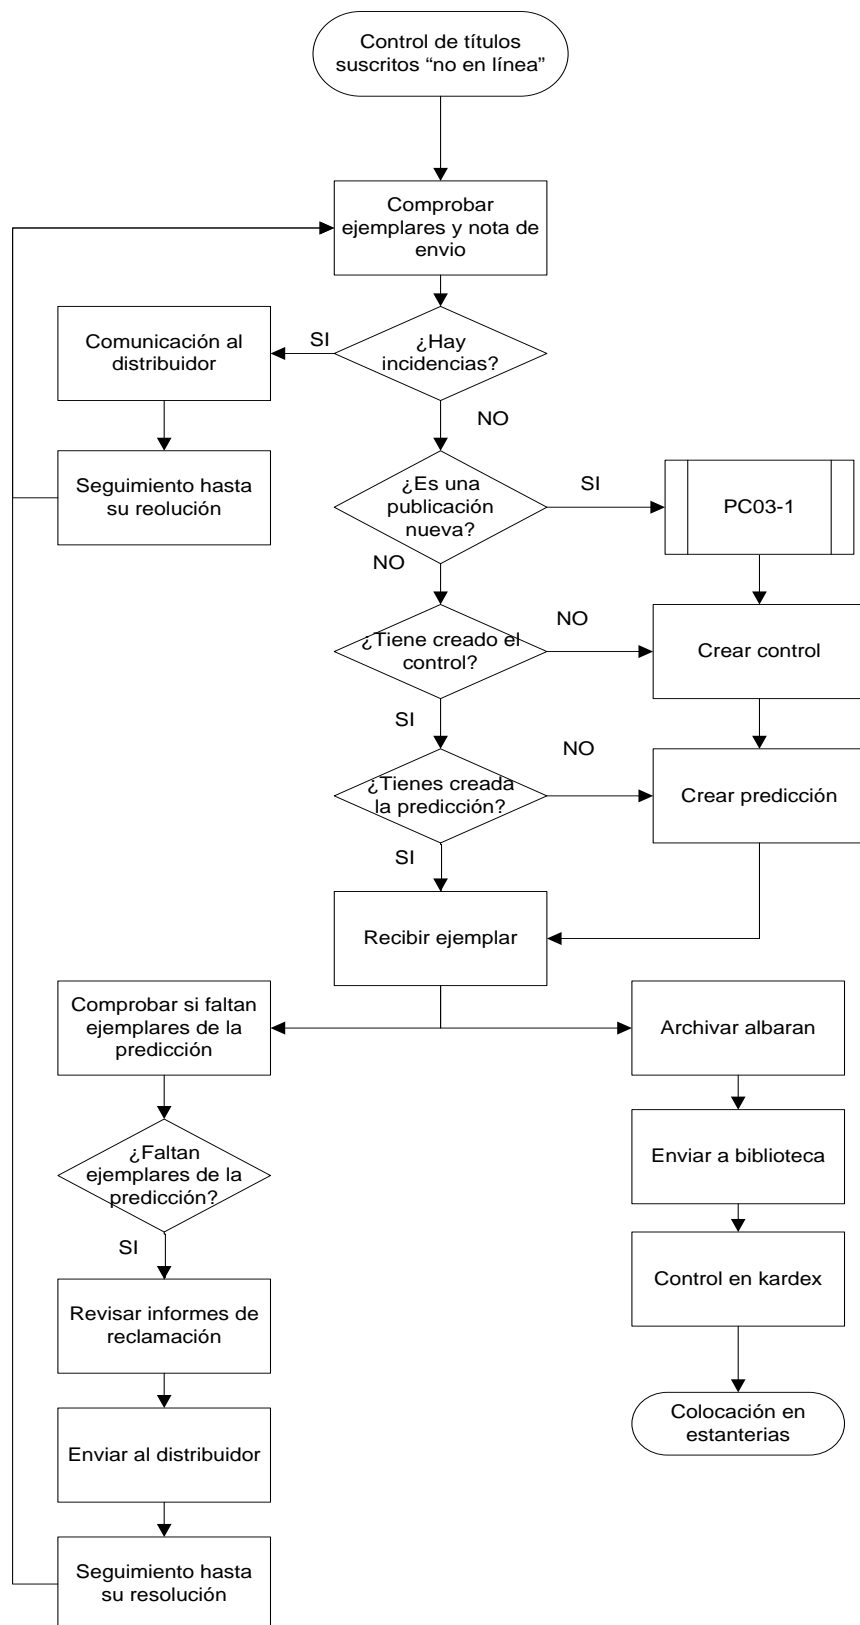 Control de títulos
suscritos “no en línea”
Comprobar
ejemplares y nota de
envio
¿Hay
incidencias?
SI
Comunicación al
distribuidor
NO
Seguimiento hasta
su reolución
¿Es una
publicación
nueva?
SI
PC03-1
NO
¿Tiene creado el
control?
NO
Crear control
SI
¿Tienes creada
la predicción?
NO
Crear predicción
SI
Recibir ejemplar
Comprobar si faltan
ejemplares de la
predicción
Archivar albaran
¿Faltan
ejemplares de la
predicción?
Enviar a biblioteca
SI
Revisar informes de
reclamación
Control en kardex
Enviar al distribuidor
Colocación en
estanterias
Seguimiento hasta
su resolución